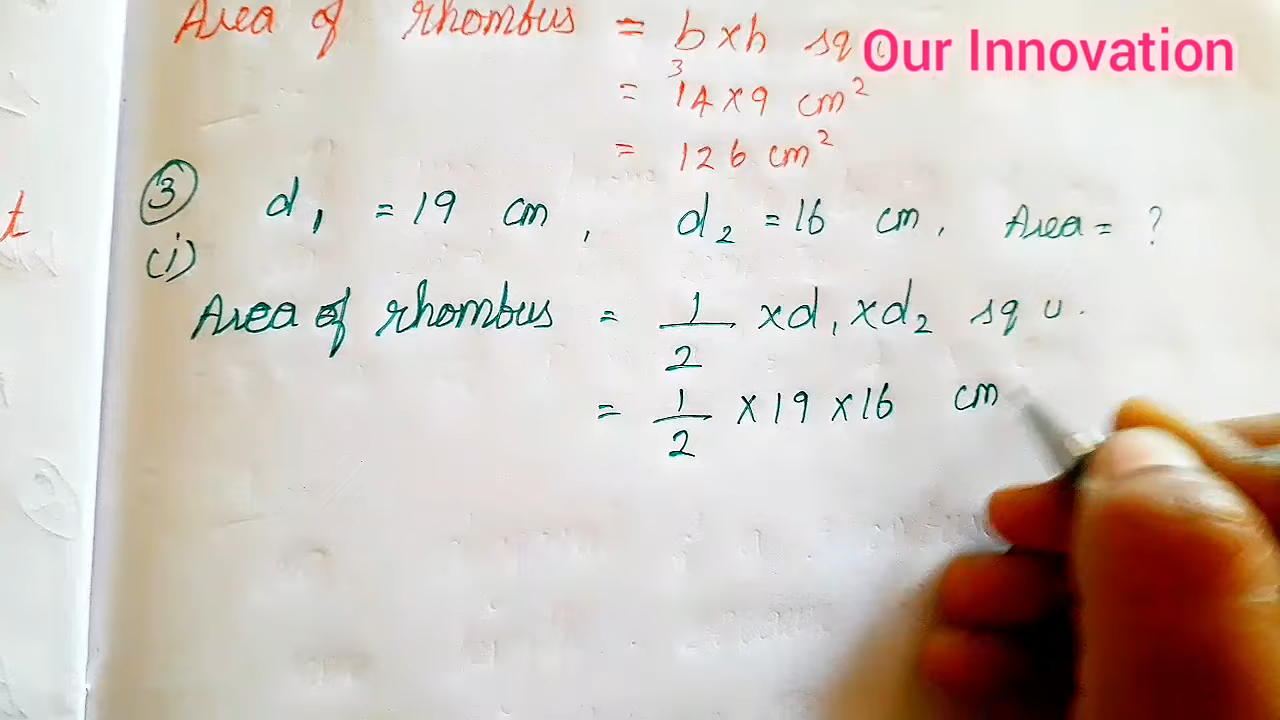 Area of rhombus = b×h sq
Our Innovation
3
= 14×9 cm²
= 126 cm²
t
③ d₁ = 19 cm, d₂ = 16 cm. Area = ?
(i)
Area of rhombus = 1/2 ×d₁×d₂ sq u.
= 1/2 ×19×16 cm